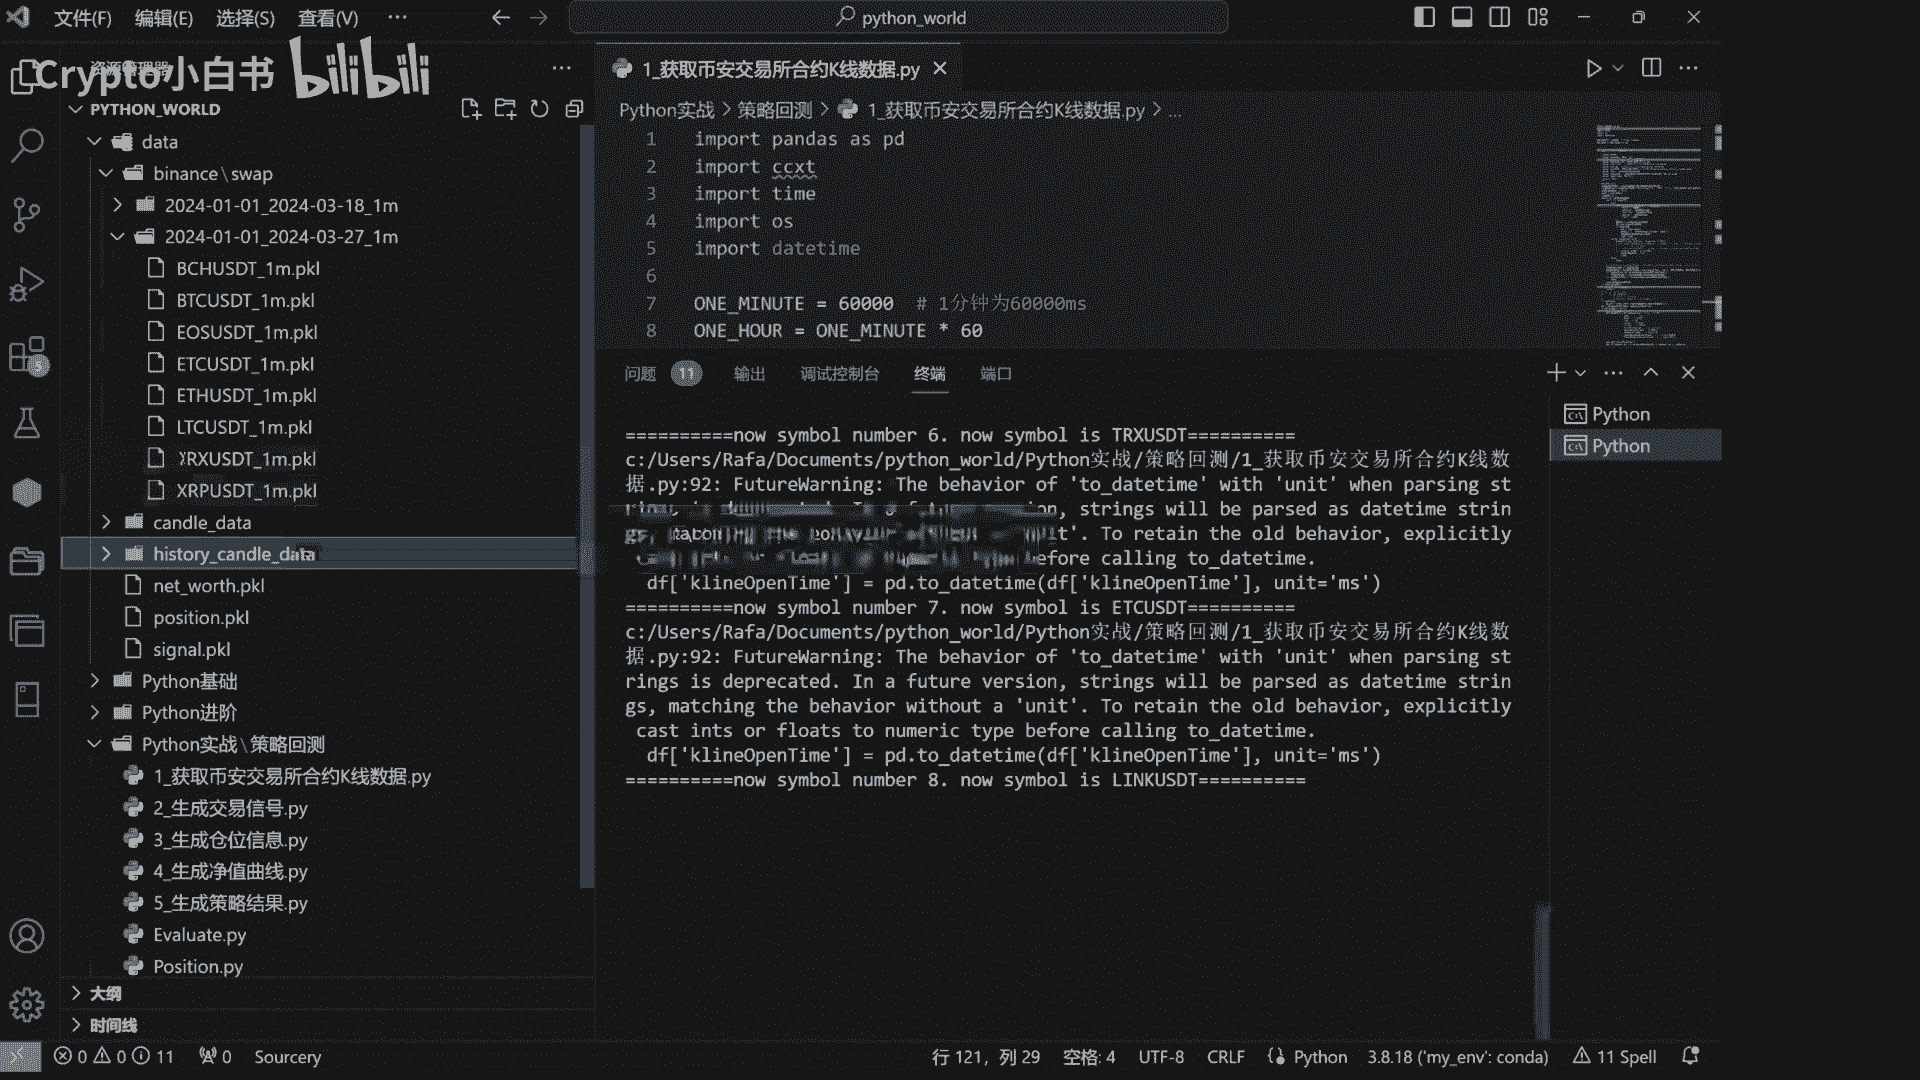 文件(F) 编辑(E) 选择(S) 查看(V) ··· python_world
Crypto小白书 bilibili
资源管理器 ···
PYTHON_WORLD
data
binance\swap
2024-01-01_2024-03-18_1m
2024-01-01_2024-03-27_1m
BCHUSDT_1m.pkl
BTCUSDT_1m.pkl
EOSUSDT_1m.pkl
ETCUSDT_1m.pkl
ETHUSDT_1m.pkl
LTCUSDT_1m.pkl
TRXUSDT_1m.pkl
XRPUSDT_1m.pkl
candle_data
history_candle_data
net_worth.pkl
position.pkl
signal.pkl
Python基础
Python进阶
Python实战\策略回测
1_获取币安交易所合约K线数据.py
2_生成交易信号.py
3_生成仓位信息.py
4_生成净值曲线.py
5_生成策略结果.py
Evaluate.py
Position.py
大纲
时间线
1_获取币安交易所合约K线数据.py
Python实战 > 策略回测 > 1_获取币安交易所合约K线数据.py > ...
1 import pandas as pd
2 import ccxt
3 import time
4 import os
5 import datetime
6
7 ONE_MINUTE = 60000 # 1分钟为60000ms
8 ONE_HOUR = ONE_MINUTE * 60
问题 11 输出 调试控制台 终端 端口
Python
Python
==========now symbol number 6. now symbol is TRXUSDT==========
c:/Users/Rafa/Documents/python_world/Python实战/策略回测/1_获取币安交易所合约K线数
据.py:92: FutureWarning: The behavior of 'to_datetime' with 'unit' when parsing st
strings will be parsed as datetime strin
To retain the old behavior, explicitly
before calling to_datetime.
df['klineOpenTime'] = pd.to_datetime(df['klineOpenTime'], unit='ms')
==========now symbol number 7. now symbol is ETCUSDT==========
c:/Users/Rafa/Documents/python_world/Python实战/策略回测/1_获取币安交易所合约K线数
据.py:92: FutureWarning: The behavior of 'to_datetime' with 'unit' when parsing st
rings is deprecated. In a future version, strings will be parsed as datetime strin
gs, matching the behavior without a 'unit'. To retain the old behavior, explicitly
cast ints or floats to numeric type before calling to_datetime.
df['klineOpenTime'] = pd.to_datetime(df['klineOpenTime'], unit='ms')
==========now symbol number 8. now symbol is LINKUSDT==========
0 0 11 0 Sourcery 行 121，列 29 空格: 4 UTF-8 CRLF Python 3.8.18 ('my_env': conda) 11 Spell
5